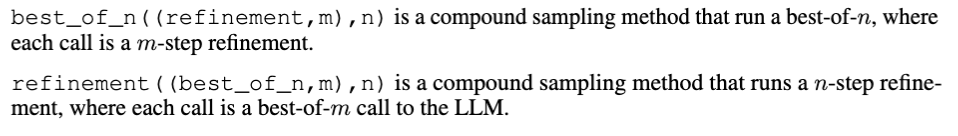 best_of_n((refinement,m),n) is a compound sampling method that run a best-of-n, where
each call is a m-step refinement.
refinement((best_of_n,m),n) is a compound sampling method that runs a n-step refine-
ment, where each call is a best-of-m call to the LLM.